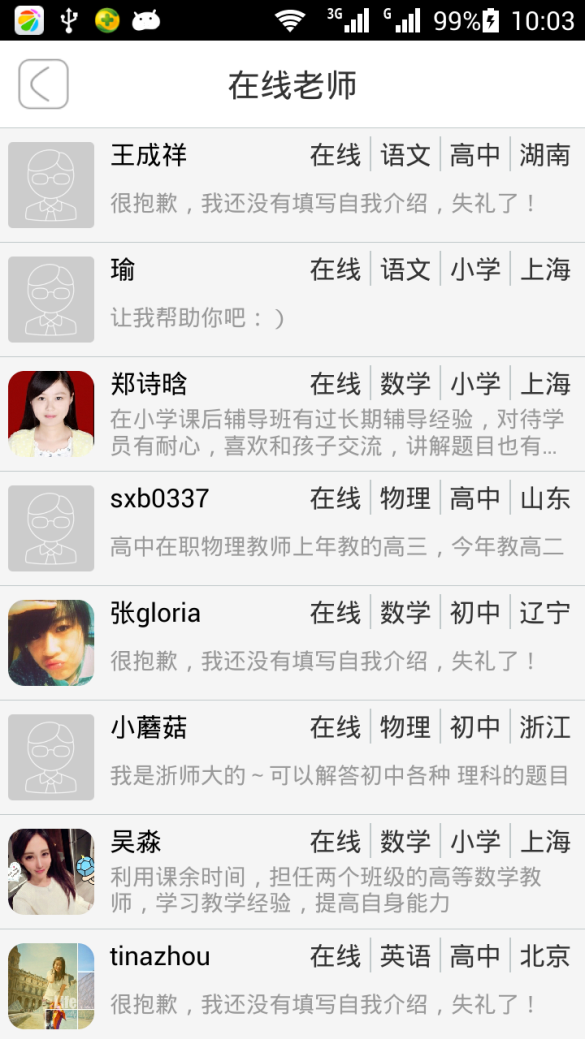 3G G 99% 10:03
在线老师
王成祥 在线 语文 高中 湖南
很抱歉，我还没有填写自我介绍，失礼了！
瑜 在线 语文 小学 上海
让我帮助你吧：）
郑诗晗 在线 数学 小学 上海
在小学课后辅导班有过长期辅导经验，对待学
员有耐心，喜欢和孩子交流，讲解题目也有...
sxb0337 在线 物理 高中 山东
高中在职物理教师上年教的高三，今年教高二
张gloria 在线 数学 初中 辽宁
很抱歉，我还没有填写自我介绍，失礼了！
小蘑菇 在线 物理 初中 浙江
我是浙师大的～可以解答初中各种 理科的题目
吴淼 在线 数学 小学 上海
利用课余时间，担任两个班级的高等数学教
师，学习教学经验，提高自身能力
tinazhou 在线 英语 高中 北京
很抱歉，我还没有填写自我介绍，失礼了！